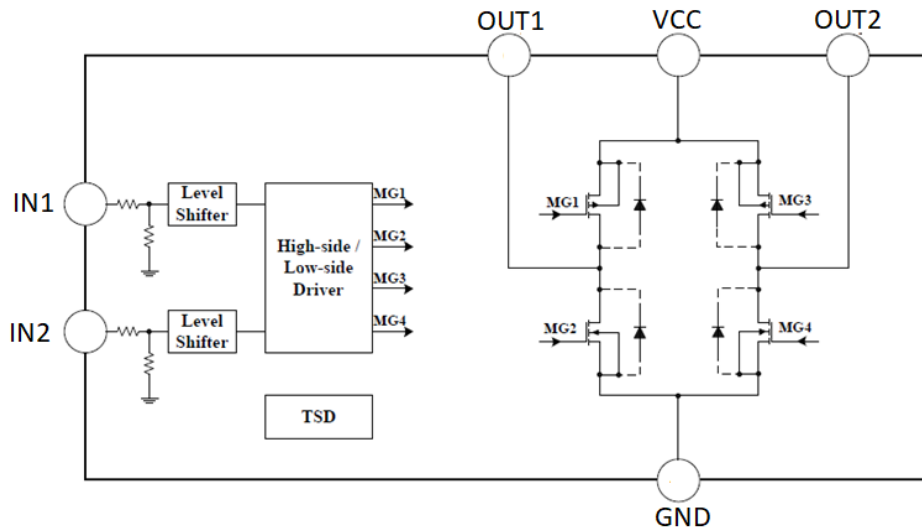 OUT1
VCC
OUT2
IN1
Level
Shifter
MG1
High-side /
Low-side
Driver
MG2
MG3
MG4
IN2
Level
Shifter
TSD
MG1
MG3
MG2
MG4
GND